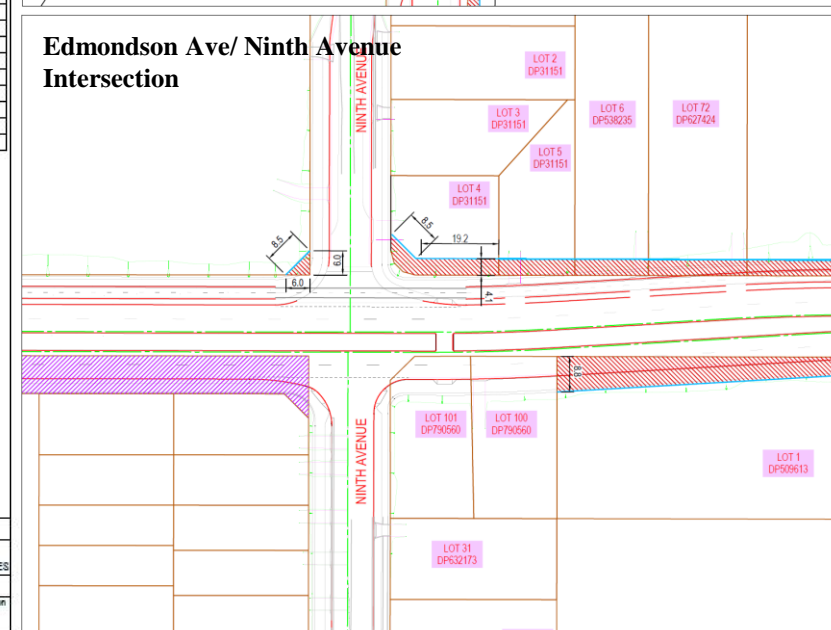 Edmondson Ave/ Ninth Avenue
Intersection
NINTH AVENUE
LOT 2
DP31151
LOT 3
DP31151
LOT 6
DP538235
LOT 72
DP627424
LOT 5
DP31151
LOT 4
DP31151
8.5
8.5
19.2
6.0
6.0
4.1
8.8
LOT 101
DP790560
LOT 100
DP790560
NINTH AVENUE
LOT 1
DP509613
LOT 31
DP632173
ES